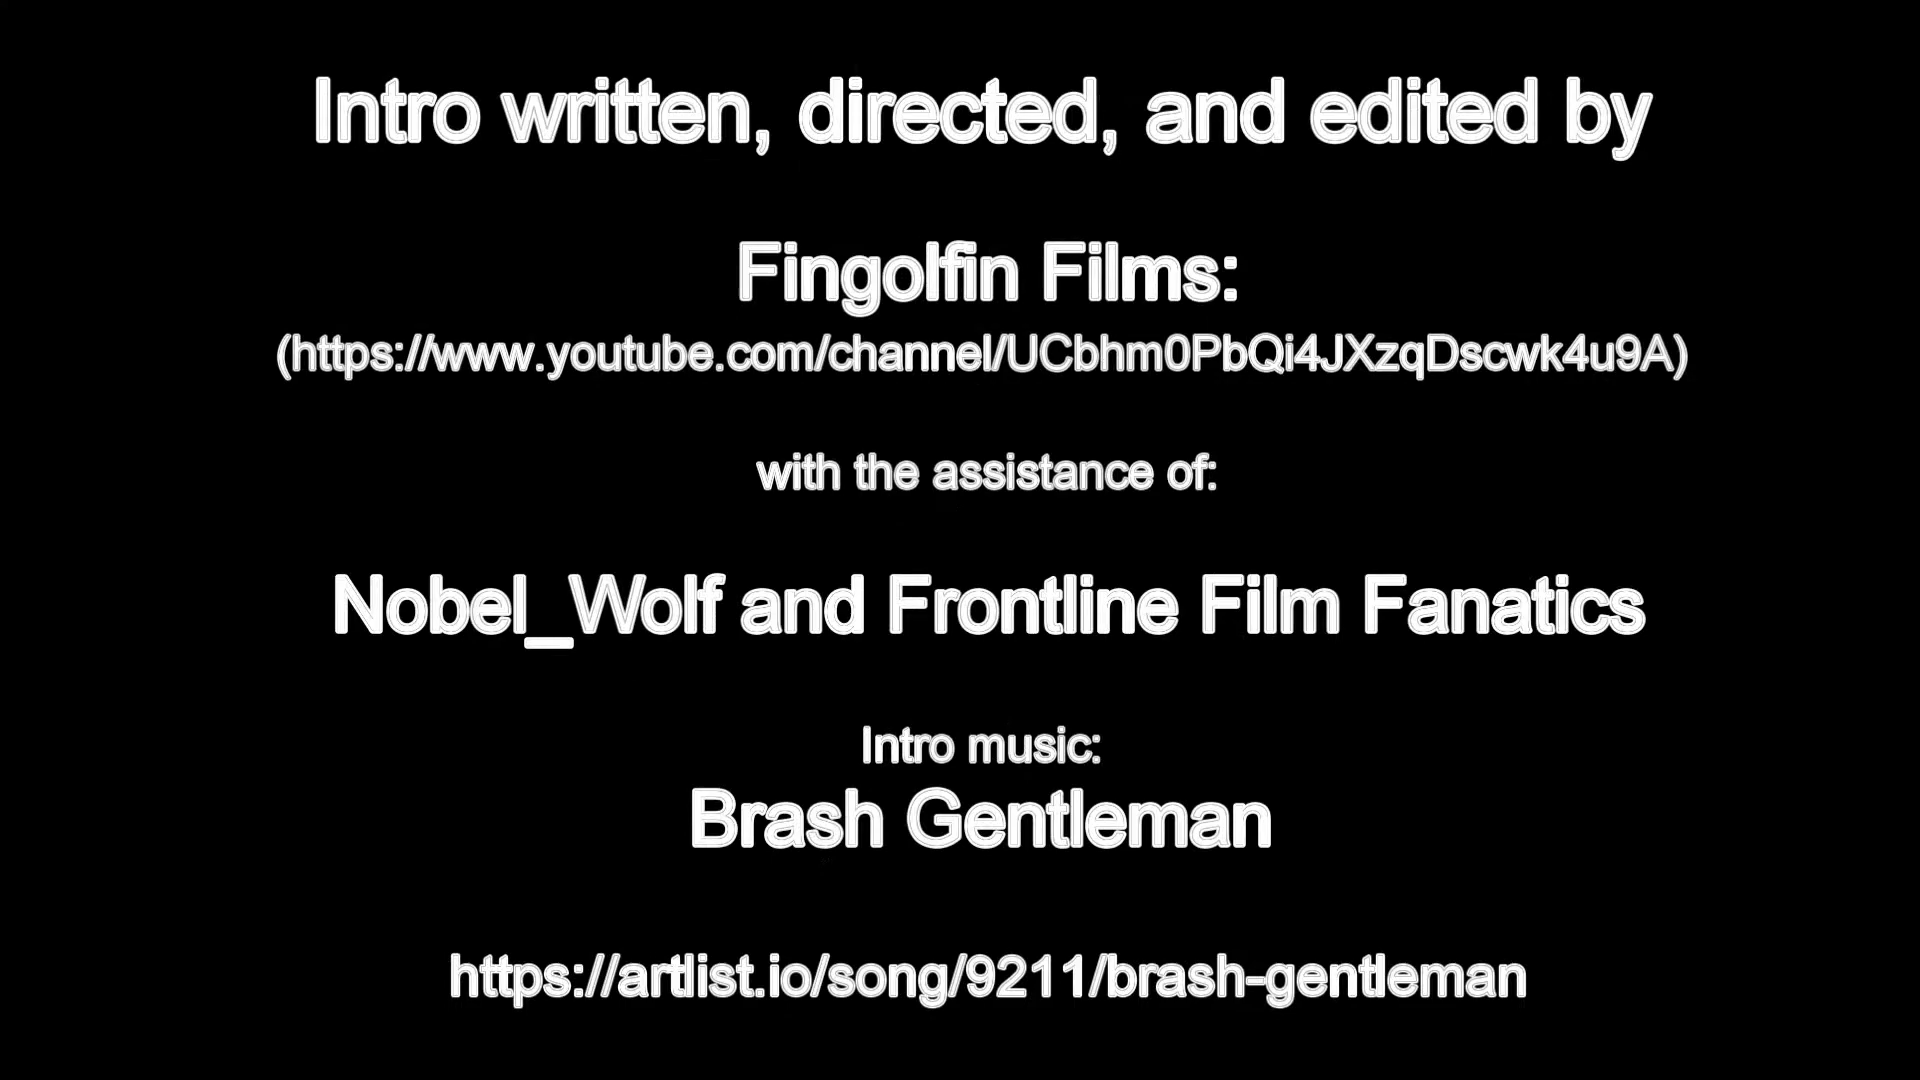 Intro written, directed, and edited by
Fingolfin Films:
(https://www.youtube.com/channel/UCbhm0PbQi4JXzqDscwk4u9A)
with the assistance of:
Nobel_Wolf and Frontline Film Fanatics
Intro music:
Brash Gentleman
https://artlist.io/song/9211/brash-gentleman